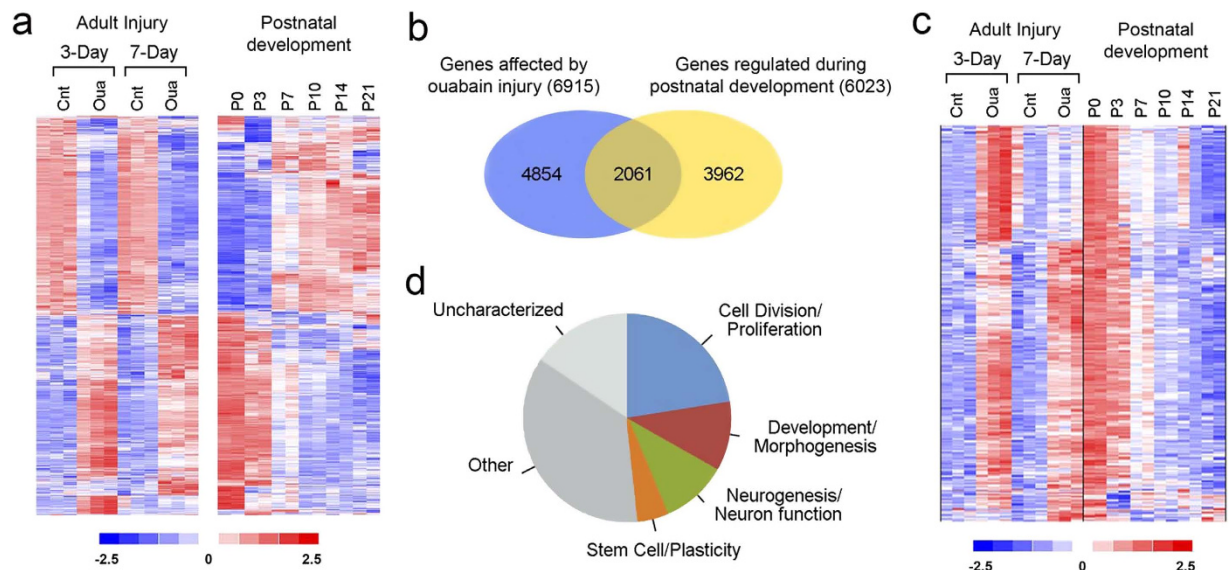 a
Adult Injury
3-Day
7-Day
Cnt
Oua
Cnt
Oua
Postnatal
development
P0
P3
P7
P10
P14
P21
-2.5
0
2.5
b
Genes affected by
ouabain injury (6915)
Genes regulated during
postnatal development (6023)
4854
2061
3962
d
Uncharacterized
Cell Division/
Proliferation
Development/
Morphogenesis
Other
Neurogenesis/
Neuron function
Stem Cell/Plasticity
c
Adult Injury
3-Day
7-Day
Cnt
Oua
Cnt
Oua
Postnatal
development
P0
P3
P7
P10
P14
P21
-2.5
0
2.5